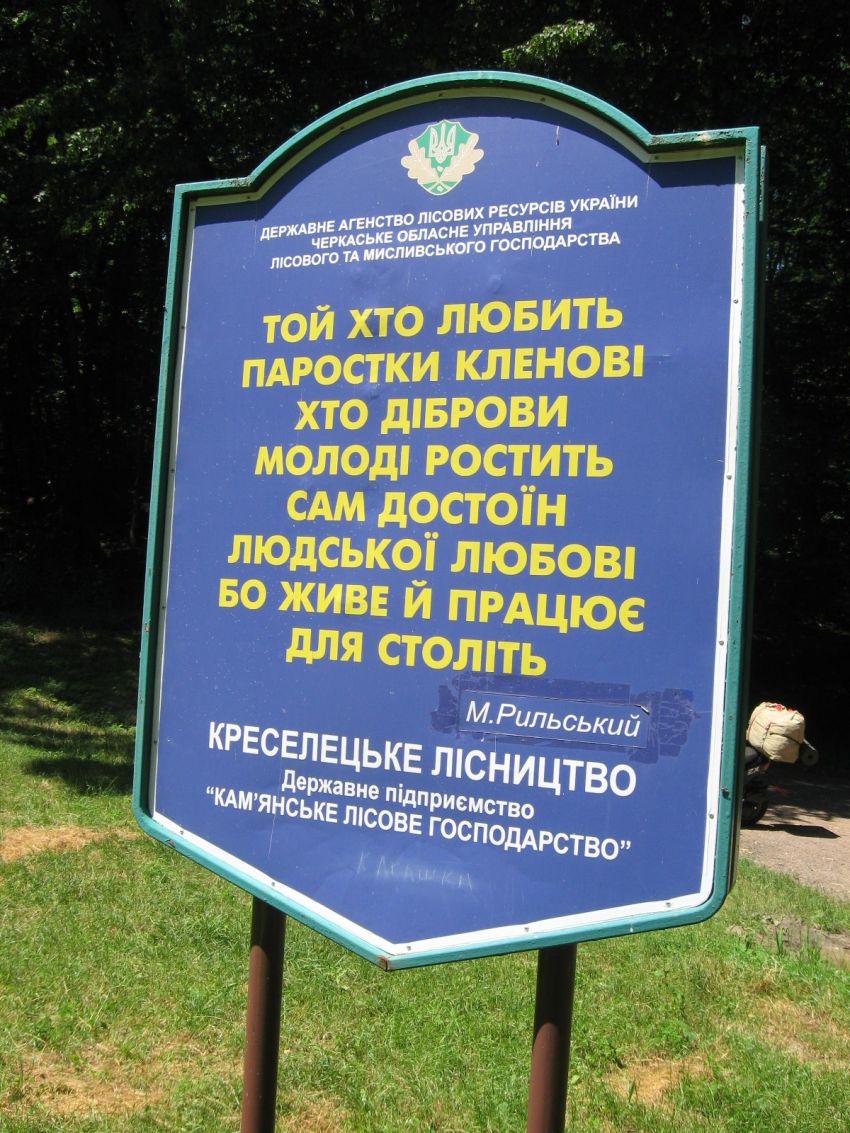 ДЕРЖАВНЕ АГЕНСТВО ЛІСОВИХ РЕСУРСІВ УКРАЇНИ
ЧЕРКАСЬКЕ ОБЛАСНЕ УПРАВЛІННЯ
ЛІСОВОГО ТА МИСЛИВСЬКОГО ГОСПОДАРСТВА
ТОЙ ХТО ЛЮБИТЬ
ПАРОСТКИ КЛЕНОВІ
ХТО ДІБРОВИ
МОЛОДІ РОСТИТЬ
САМ ДОСТОЇН
ЛЮДСЬКОЇ ЛЮБОВІ
БО ЖИВЕ Й ПРАЦЮЄ
ДЛЯ СТОЛІТЬ
М.Рильський
КРЕСЕЛЕЦЬКЕ ЛІСНИЦТВО
Державне підприємство
“КАМ’ЯНСЬКЕ ЛІСОВЕ ГОСПОДАРСТВО”